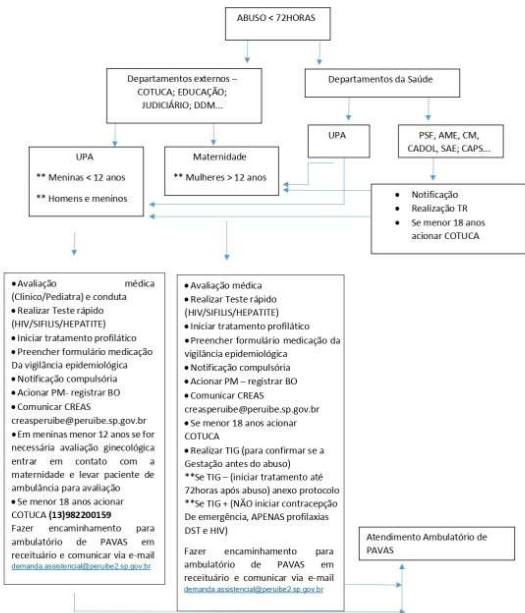 ABUSO < 72HORAS
Departamentos externos –
COTUCA; EDUCAÇÃO;
JUDICIÁRIO; DDM...
Departamentos da Saúde
UPA
** Meninas < 12 anos
** Homens e meninos
Maternidade
** Mulheres > 12 anos
UPA
PSF, AME, CM,
CADOL, SAE; CAPS...
• Notificação
• Realização TR
• Se menor 18 anos
acionar COTUCA
• Avaliação médica
(Clinico/Pediatra) e conduta
• Realizar Teste rápido
(HIV/SIFILIS/HEPATITE)
• Iniciar tratamento profilático
• Preencher formulário medicação
Da vigilância epidemiológica
• Notificação compulsória
• Acionar PM- registrar BO
• Comunicar CREAS
creasperuibe@peruibe.sp.gov.br
• Em meninas menor 12 anos se for
necessária avaliação ginecológica
entrar em contato com a
maternidade e levar paciente de
ambulância para avaliação
• Se menor 18 anos acionar
COTUCA (13)982200159
Fazer encaminhamento para
ambulatório de PAVAS em
receituário e comunicar via e-mail
demanda.assistencial@peruibe2.sp.gov.br
• Avaliação médica
• Realizar Teste rápido
(HIV/SIFILIS/HEPATITE)
• Iniciar tratamento profilático
• Preencher formulário medicação da
vigilância epidemiológica
• Notificação compulsória
• Acionar PM – registrar BO
• Comunicar CREAS
creasperuibe@peruibe.sp.gov.br
• Se menor 18 anos acionar
COTUCA
• Realizar TIG (para confirmar se a
Gestação antes do abuso)
**Se TIG – (iniciar tratamento até
72horas após abuso) anexo protocolo
**Se TIG + (NÃO iniciar contracepção
De emergência, APENAS profilaxias
DST e HIV)
Fazer encaminhamento para
ambulatório de PAVAS em
receituário e comunicar via e-mail
demanda.assistencial@peruibe2.sp.gov.br
Atendimento Ambulatório de
PAVAS